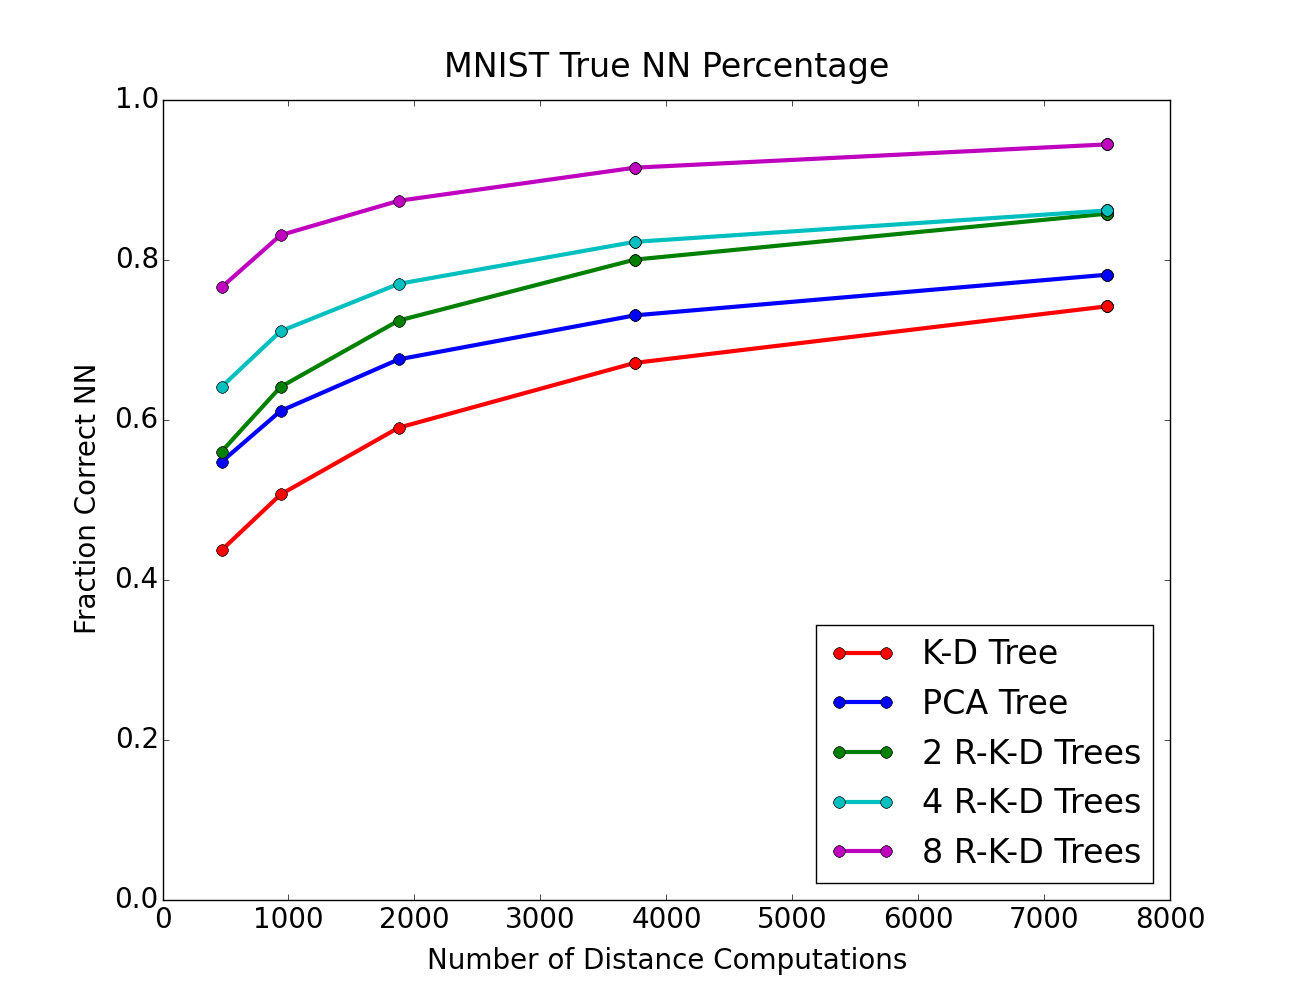 MNIST True NN Percentage
1.0
0.8
0.6
0.4
0.2
0.0
Fraction Correct NN
K-D Tree
PCA Tree
2 R-K-D Trees
4 R-K-D Trees
8 R-K-D Trees
0 1000 2000 3000 4000 5000 6000 7000 8000
Number of Distance Computations